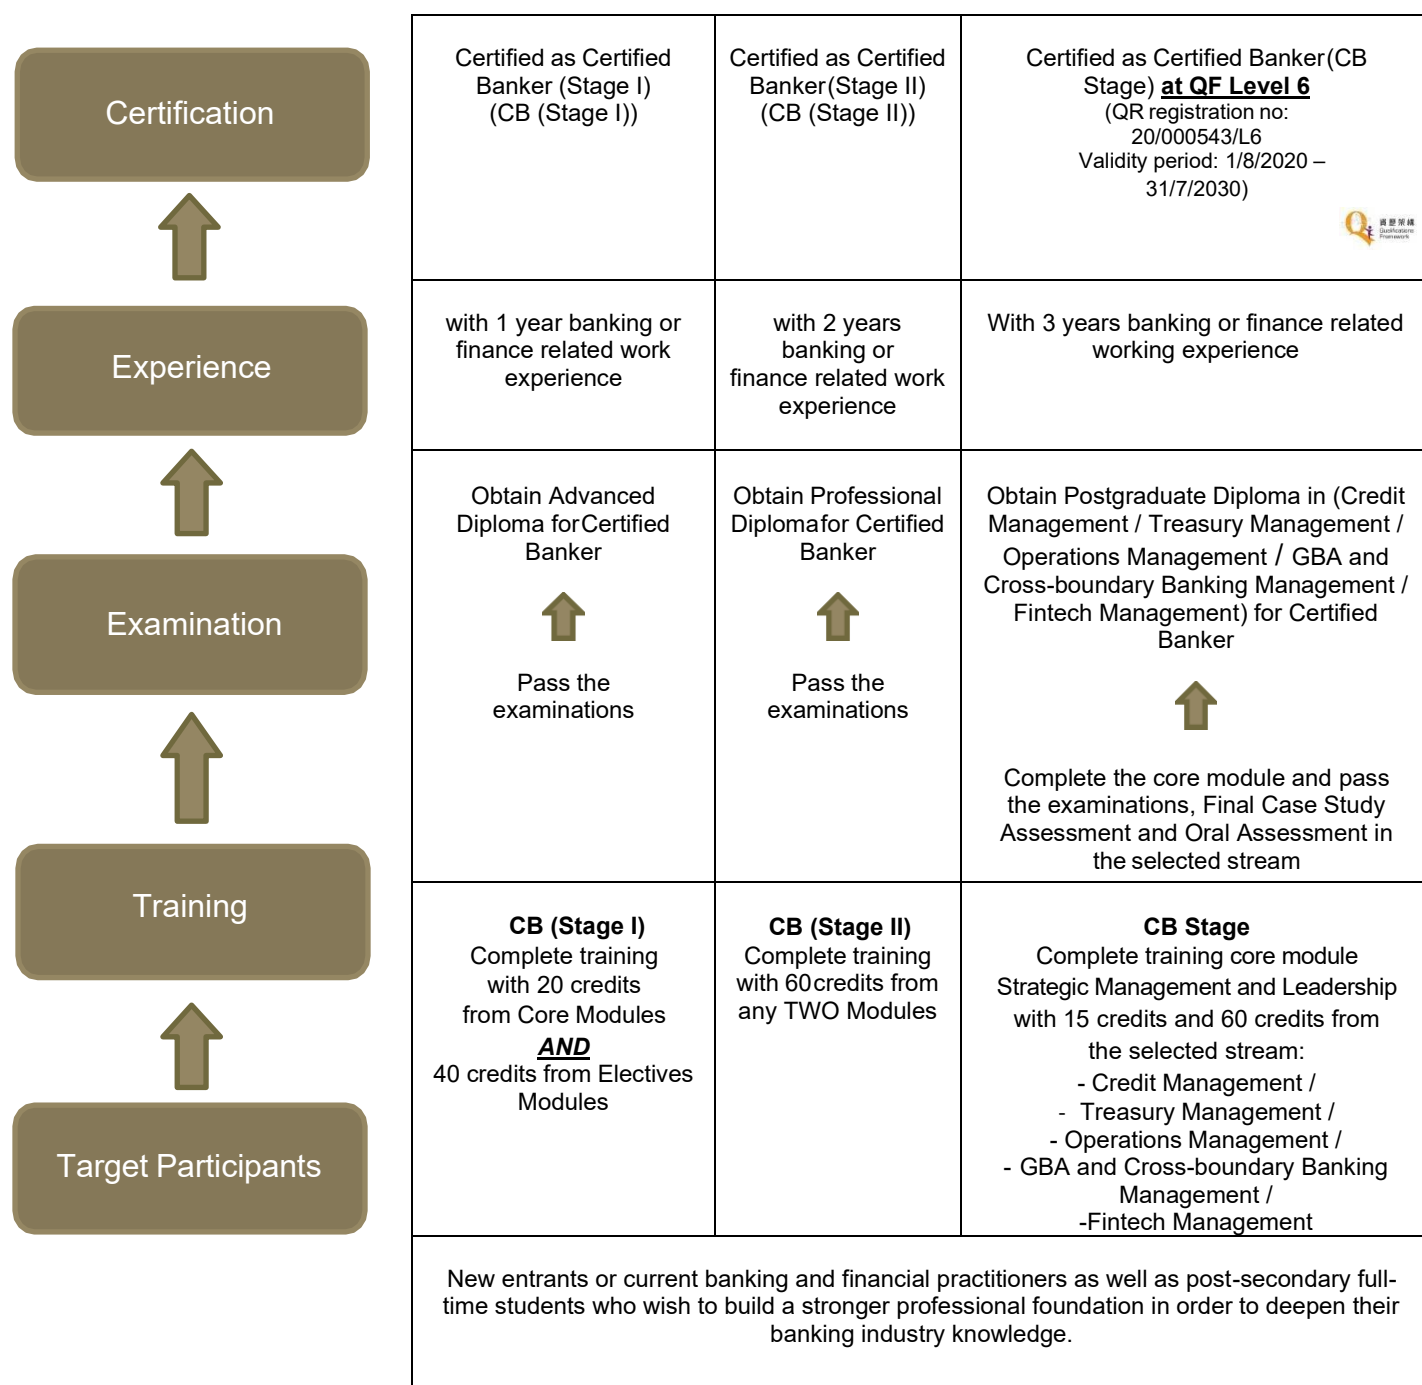 Certification
Certified as Certified
Banker (Stage I)
(CB (Stage I))
Certified as Certified
Banker(Stage II)
(CB (Stage II))
Certified as Certified Banker(CB
Stage) at QF Level 6
(QR registration no:
20/000543/L6
Validity period: 1/8/2020 –
31/7/2030)
資歷架構
Qualifications
Framework
Experience
with 1 year banking or
finance related work
experience
with 2 years
banking or
finance related work
experience
With 3 years banking or finance related
working experience
Examination
Obtain Advanced
Diploma forCertified
Banker
Pass the
examinations
Obtain Professional
Diplomafor Certified
Banker
Pass the
examinations
Obtain Postgraduate Diploma in (Credit
Management / Treasury Management /
Operations Management / GBA and
Cross-boundary Banking Management /
Fintech Management) for Certified
Banker
Complete the core module and pass
the examinations, Final Case Study
Assessment and Oral Assessment in
the selected stream
Training
CB (Stage I)
Complete training
with 20 credits
from Core Modules
AND
40 credits from Electives
Modules
CB (Stage II)
Complete training
with 60credits from
any TWO Modules
CB Stage
Complete training core module
Strategic Management and Leadership
with 15 credits and 60 credits from
the selected stream:
- Credit Management /
- Treasury Management /
- Operations Management /
- GBA and Cross-boundary Banking
Management /
-Fintech Management
Target Participants
New entrants or current banking and financial practitioners as well as post-secondary full-
time students who wish to build a stronger professional foundation in order to deepen their
banking industry knowledge.